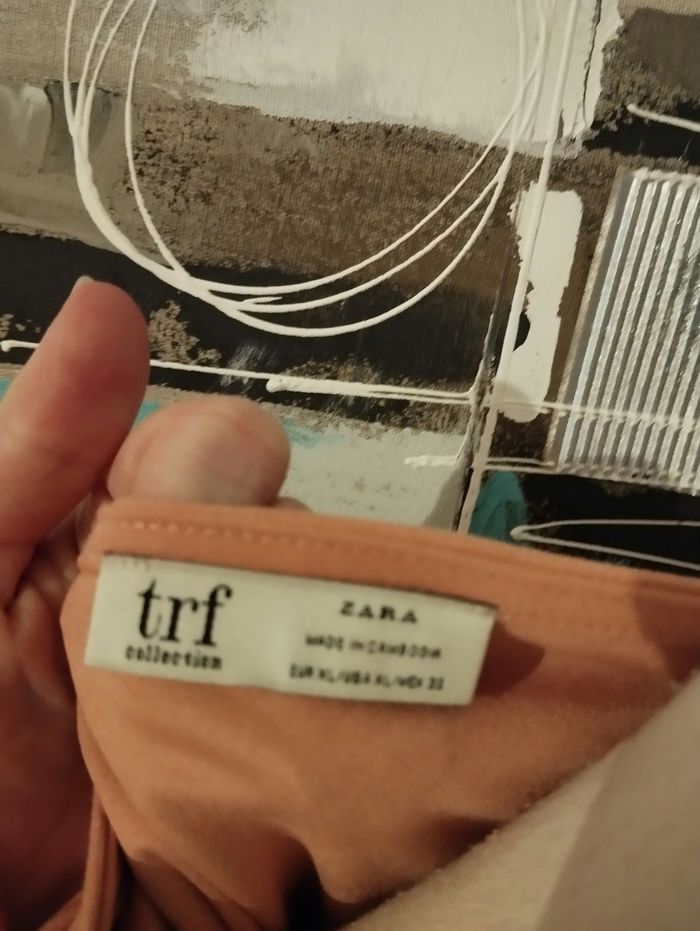 trf
collection
ZARA
MADE IN CAMBODIA
EUR XL/USA XL/MEX 32